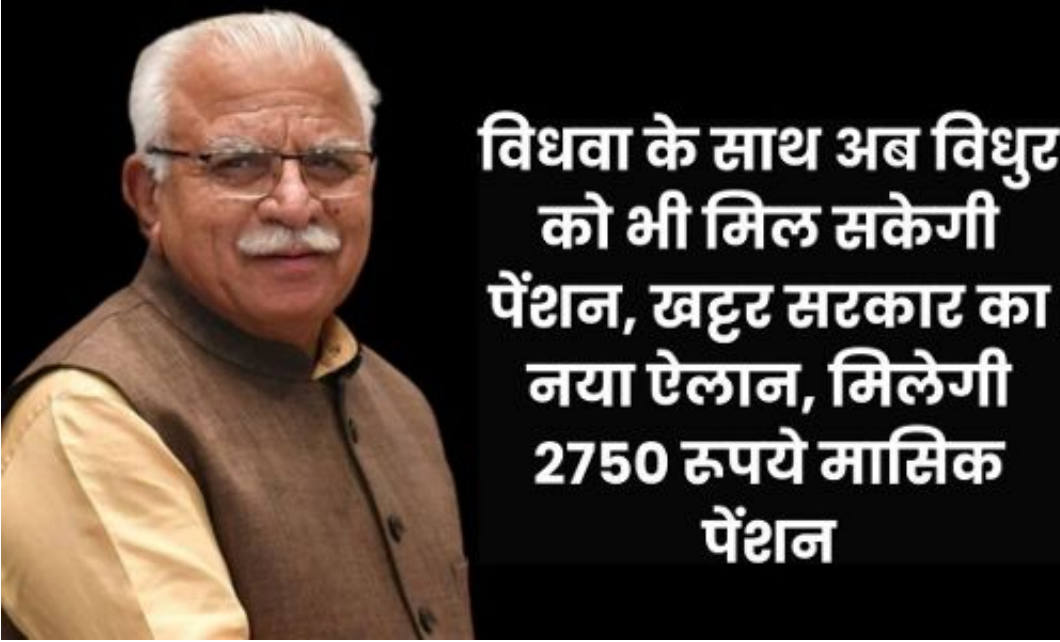 विधवा के साथ अब विधुर
को भी मिल सकेगी
पेंशन, खट्टर सरकार का
नया ऐलान, मिलेगी
2750 रूपये मासिक
पेंशन